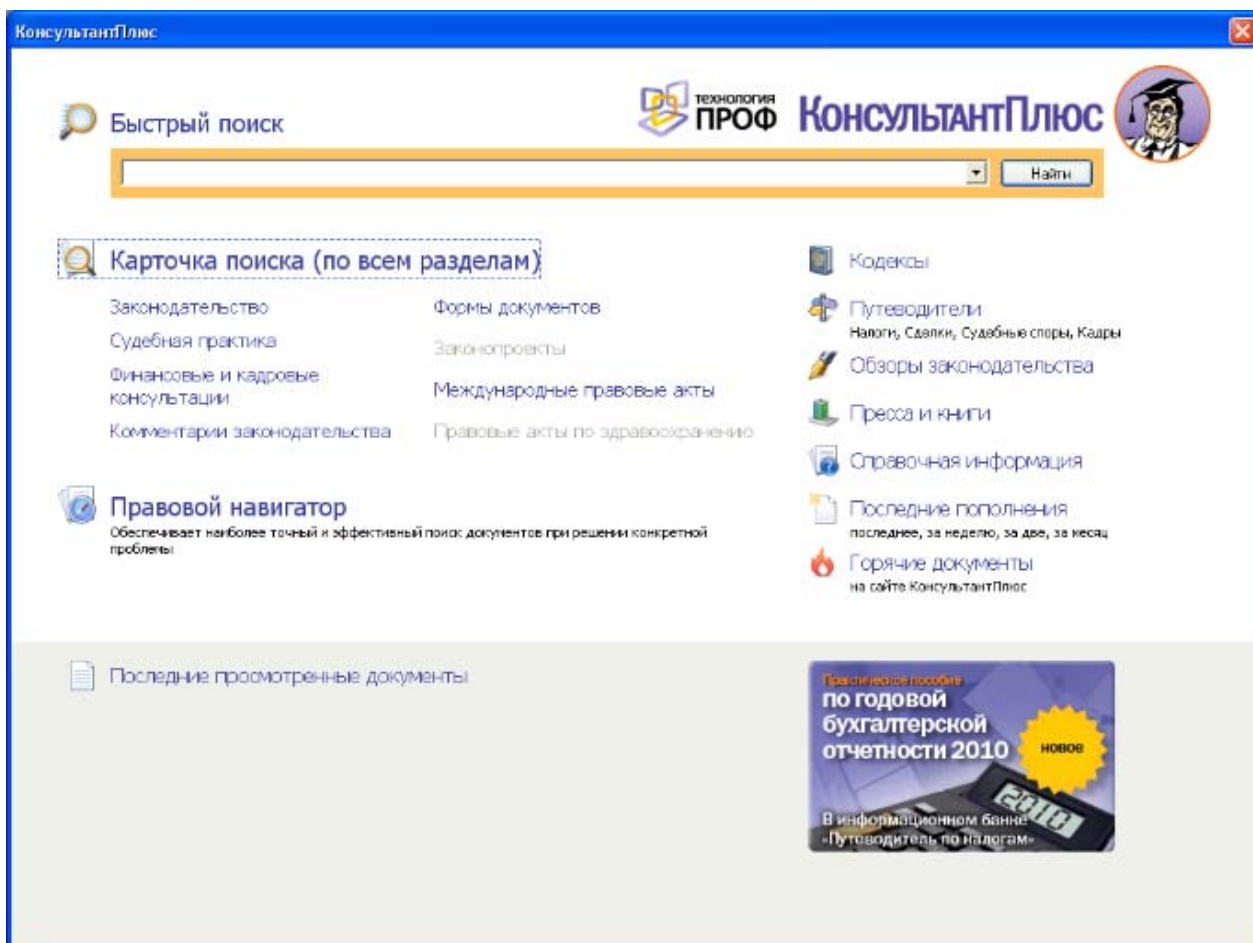 КонсультантПлюс
Быстрый поиск
технология
ПРОФ
КонсультантПлюс
Найти
Карточка поиска (по всем разделам)
Законодательство
Судебная практика
Финансовые и кадровые
консультации
Комментарии законодательства
Формы документов
Законопроекты
Международные правовые акты
Правовые акты по здравоохранению
Правовой навигатор
Обеспечивает наиболее точный и эффективный поиск документов при решении конкретной
проблемы
Кодексы
Путеводители
Налоги, Сделки, Судебные споры, Кадры
Обзоры законодательства
Пресса и книги
Справочная информация
Последние пополнения
последнее, за неделю, за две, за месяц
Горячие документы
на сайте КонсультантПлюс
Последние просмотренные документы
Практическое пособие
по годовой
бухгалтерской
отчетности 2010
новое
2010
В информационном банке
«Путеводитель по налогам»